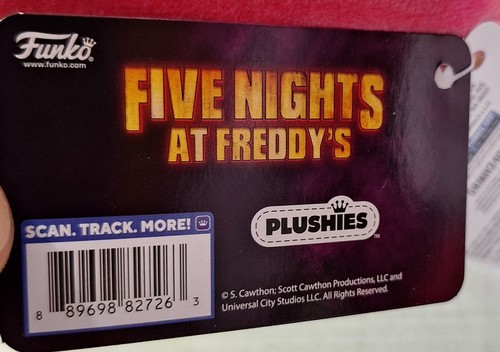 Funko®
www.funko.com
FIVE NIGHTS
AT FREDDY'S
PLUSHIES™
SCAN. TRACK. MORE!
8 89698 82726 3
© S. Cawthon; Scott Cawthon Productions, LLC and
Universal City Studios LLC. All Rights Reserved.